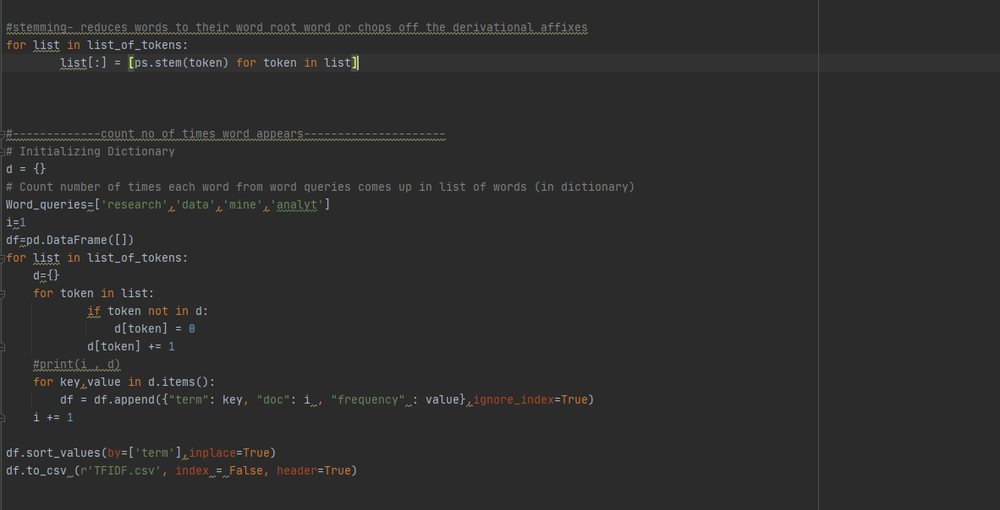 #stemming- reduces words to their word root word or chops off the derivational affixes
for list in list_of_tokens:
        list[:] = [ps.stem(token) for token in list]
#-------------count no of times word appears---------------------
# Initializing Dictionary
d = {}
# Count number of times each word from word queries comes up in list of words (in dictionary)
Word_queries=['research','data','mine','analyt']
i=1
df=pd.DataFrame([])
for list in list_of_tokens:
    d={}
    for token in list:
            if token not in d:
                d[token] = 0
            d[token] += 1
    #print(i , d)
    for key,value in d.items():
        df = df.append({"term": key, "doc": i , "frequency" : value},ignore_index=True)
    i += 1
df.sort_values(by=['term'],inplace=True)
df.to_csv (r'TFIDF.csv', index = False, header=True)